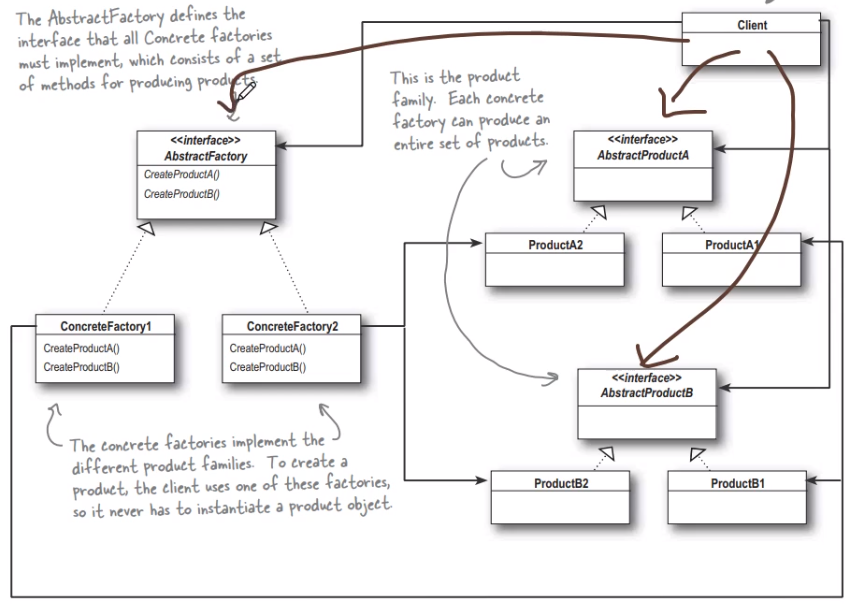 The AbstractFactory defines the
interface that all Concrete factories
must implement, which consists of a set
of methods for producing products.
Client
This is the product
family. Each concrete
factory can produce an
entire set of products.
<<interface>>
AbstractFactory
CreateProductA()
CreateProductB()
<<interface>>
AbstractProductA
ProductA2
ProductA1
ConcreteFactory1
CreateProductA()
CreateProductB()
ConcreteFactory2
CreateProductA()
CreateProductB()
<<interface>>
AbstractProductB
The concrete factories implement the
different product families. To create a
product, the client uses one of these factories,
so it never has to instantiate a product object.
ProductB2
ProductB1